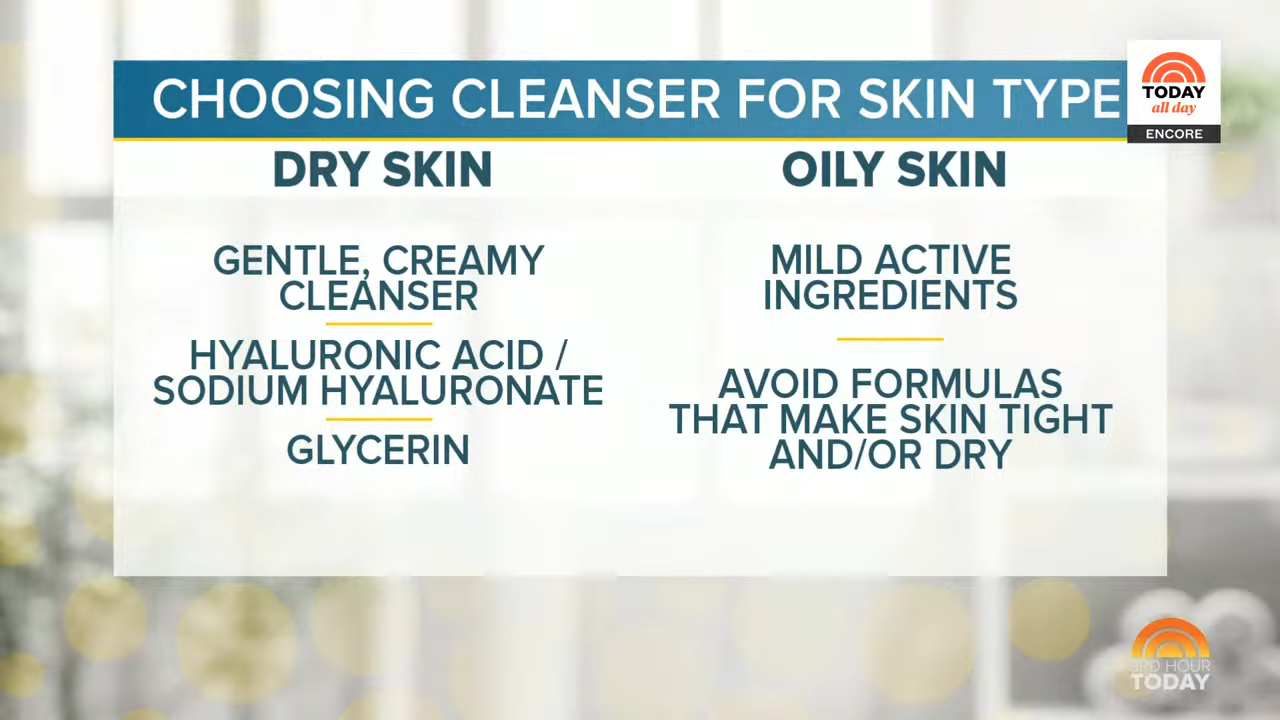 CHOOSING CLEANSER FOR SKIN TYPE
TODAY
all day
ENCORE
DRY SKIN
GENTLE, CREAMY
CLEANSER
HYALURONIC ACID /
SODIUM HYALURONATE
GLYCERIN
OILY SKIN
MILD ACTIVE
INGREDIENTS
AVOID FORMULAS
THAT MAKE SKIN TIGHT
AND/OR DRY
3RD HOUR
TODAY